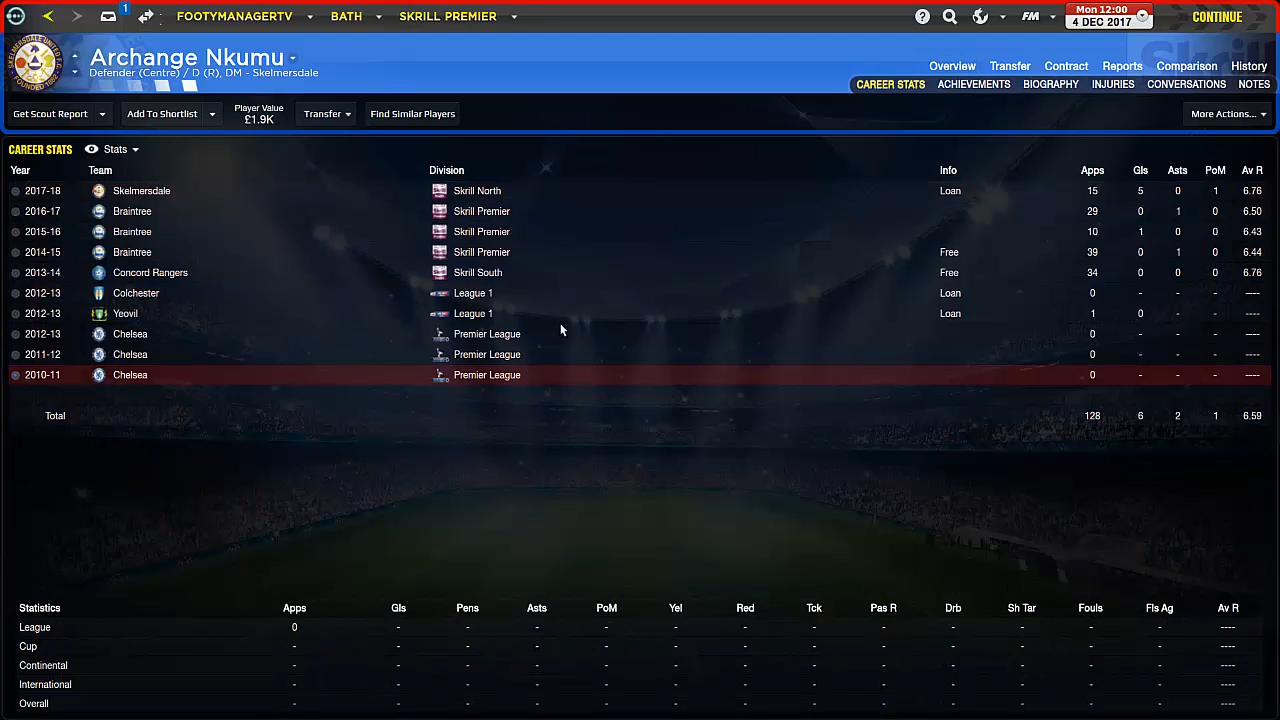 1
FOOTYMANAGERTV BATH SKRILL PREMIER
FM Mon 12:00 4 DEC 2017 CONTINUE
Archange Nkumu
Defender (Centre) / D (R), DM - Skelmersdale
Overview Transfer Contract Reports Comparison History
CAREER STATS ACHIEVEMENTS BIOGRAPHY INJURIES CONVERSATIONS NOTES
Get Scout Report Add To Shortlist Player Value £1.9K Transfer Find Similar Players More Actions...
CAREER STATS Stats
Year Team Division Info Apps Gls Asts PoM Av R
2017-18 Skelmersdale Skrill North Loan 15 5 0 1 6.76
2016-17 Braintree Skrill Premier 29 0 1 0 6.50
2015-16 Braintree Skrill Premier 10 1 0 0 6.43
2014-15 Braintree Skrill Premier Free 39 0 1 0 6.44
2013-14 Concord Rangers Skrill South Free 34 0 0 0 6.76
2012-13 Colchester League 1 Loan 0 - - - ----
2012-13 Yeovil League 1 Loan 1 0 - - ----
2012-13 Chelsea Premier League 0 - - - ----
2011-12 Chelsea Premier League 0 - - - ----
2010-11 Chelsea Premier League 0 - - - ----
Total 128 6 2 1 6.59
Statistics Apps Gls Pens Asts PoM Yel Red Tck Pas R Drb Sh Tar Fouls Fls Ag Av R
League 0 - - - - - - - - - - - - ----
Cup - - - - - - - - - - - - - ----
Continental - - - - - - - - - - - - - ----
International - - - - - - - - - - - - - ----
Overall - - - - - - - - - - - - - ----